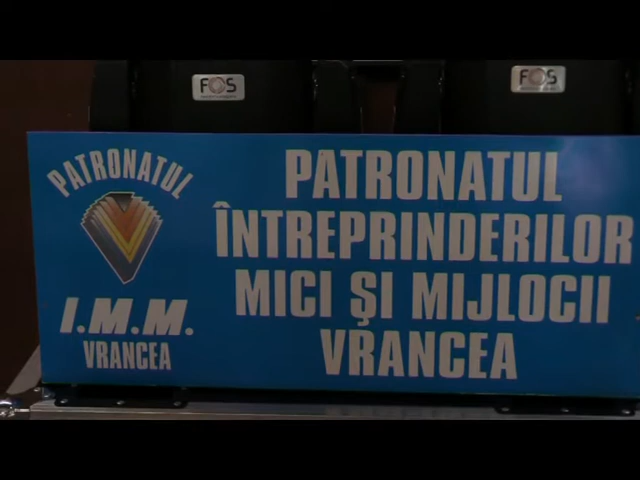 FOS
FOS
PATRONATUL
I.M.M.
VRANCEA
PATRONATUL
ÎNTREPRINDERILOR
MICI ŞI MIJLOCII
VRANCEA